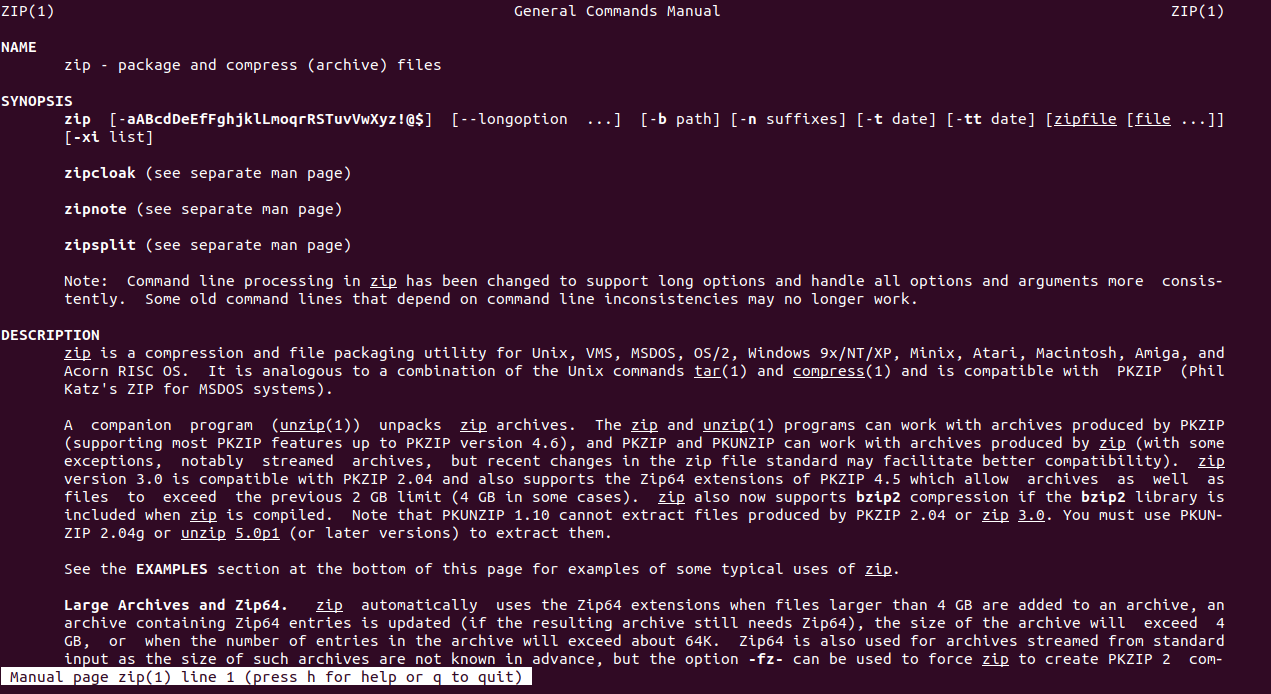 ZIP(1) General Commands Manual ZIP(1)
NAME
zip - package and compress (archive) files
SYNOPSIS
zip [-aABcdDeEfFghjklLmoqrRSTuvVwXyz!@$] [--longoption ...] [-b path] [-n suffixes] [-t date] [-tt date] [zipfile [file ...]]
[-xi list]
zipcloak (see separate man page)
zipnote (see separate man page)
zipsplit (see separate man page)
Note: Command line processing in zip has been changed to support long options and handle all options and arguments more consis-
tently. Some old command lines that depend on command line inconsistencies may no longer work.
DESCRIPTION
zip is a compression and file packaging utility for Unix, VMS, MSDOS, OS/2, Windows 9x/NT/XP, Minix, Atari, Macintosh, Amiga, and
Acorn RISC OS. It is analogous to a combination of the Unix commands tar(1) and compress(1) and is compatible with PKZIP (Phil
Katz's ZIP for MSDOS systems).
A companion program (unzip(1)) unpacks zip archives. The zip and unzip(1) programs can work with archives produced by PKZIP
(supporting most PKZIP features up to PKZIP version 4.6), and PKZIP and PKUNZIP can work with archives produced by zip (with some
exceptions, notably streamed archives, but recent changes in the zip file standard may facilitate better compatibility). zip
version 3.0 is compatible with PKZIP 2.04 and also supports the Zip64 extensions of PKZIP 4.5 which allow archives as well as
files to exceed the previous 2 GB limit (4 GB in some cases). zip also now supports bzip2 compression if the bzip2 library is
included when zip is compiled. Note that PKUNZIP 1.10 cannot extract files produced by PKZIP 2.04 or zip 3.0. You must use PKUN-
ZIP 2.04g or unzip 5.0p1 (or later versions) to extract them.
See the EXAMPLES section at the bottom of this page for examples of some typical uses of zip.
Large Archives and Zip64. zip automatically uses the Zip64 extensions when files larger than 4 GB are added to an archive, an
archive containing Zip64 entries is updated (if the resulting archive still needs Zip64), the size of the archive will exceed 4
GB, or when the number of entries in the archive will exceed about 64K. Zip64 is also used for archives streamed from standard
input as the size of such archives are not known in advance, but the option -fz- can be used to force zip to create PKZIP 2 com-
Manual page zip(1) line 1 (press h for help or q to quit)